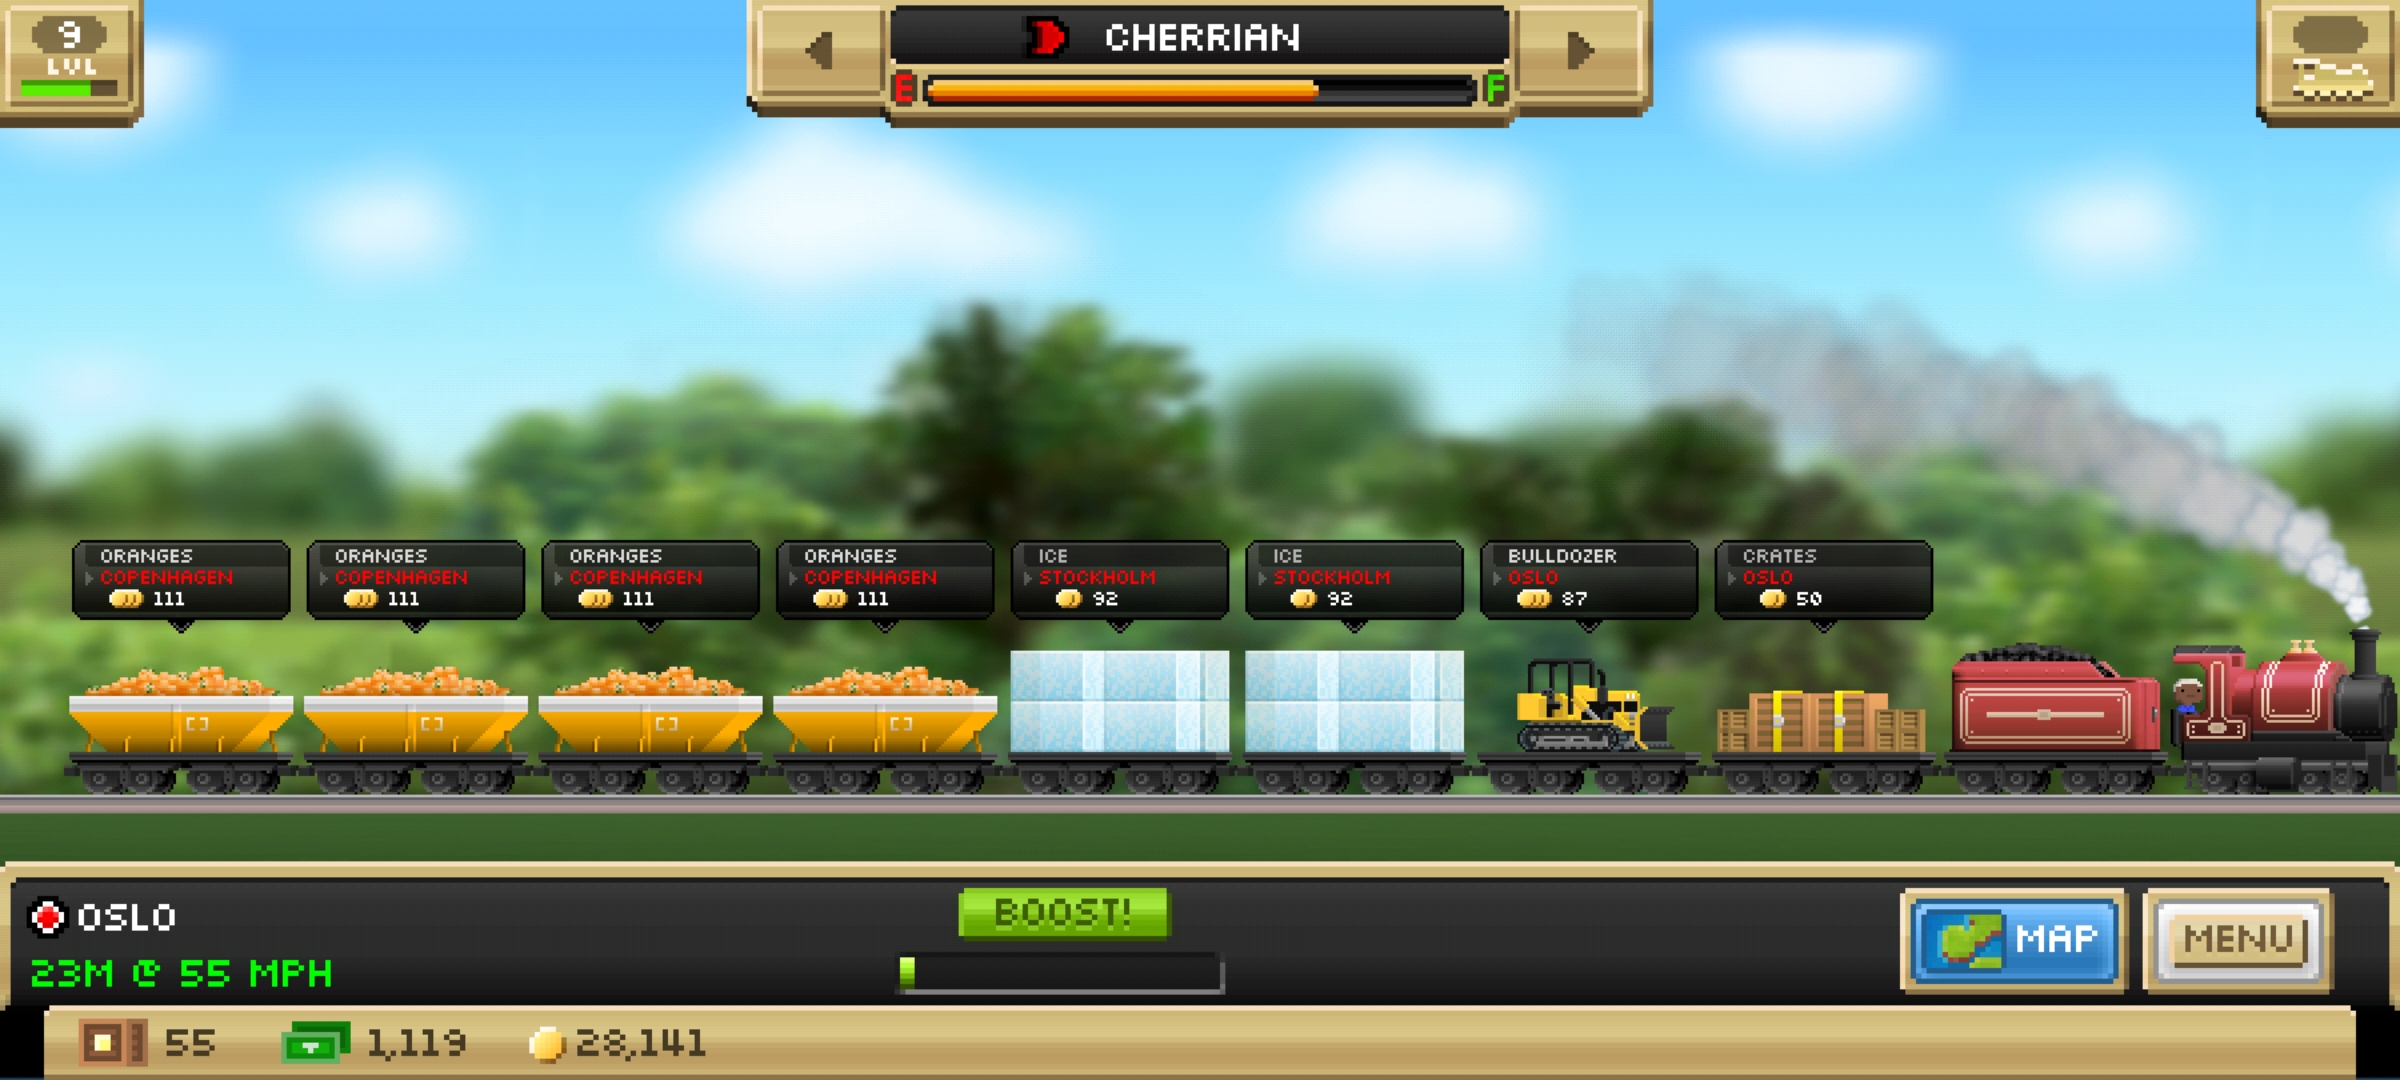 9
LVL
CHERRIAN
E F
ORANGES
COPENHAGEN
111
ORANGES
COPENHAGEN
111
ORANGES
COPENHAGEN
111
ORANGES
COPENHAGEN
111
ICE
STOCKHOLM
92
ICE
STOCKHOLM
92
BULLDOZER
OSLO
87
CRATES
OSLO
50
OSLO
23M @ 55 MPH
BOOST!
MAP
MENU
55 1,119 28,141